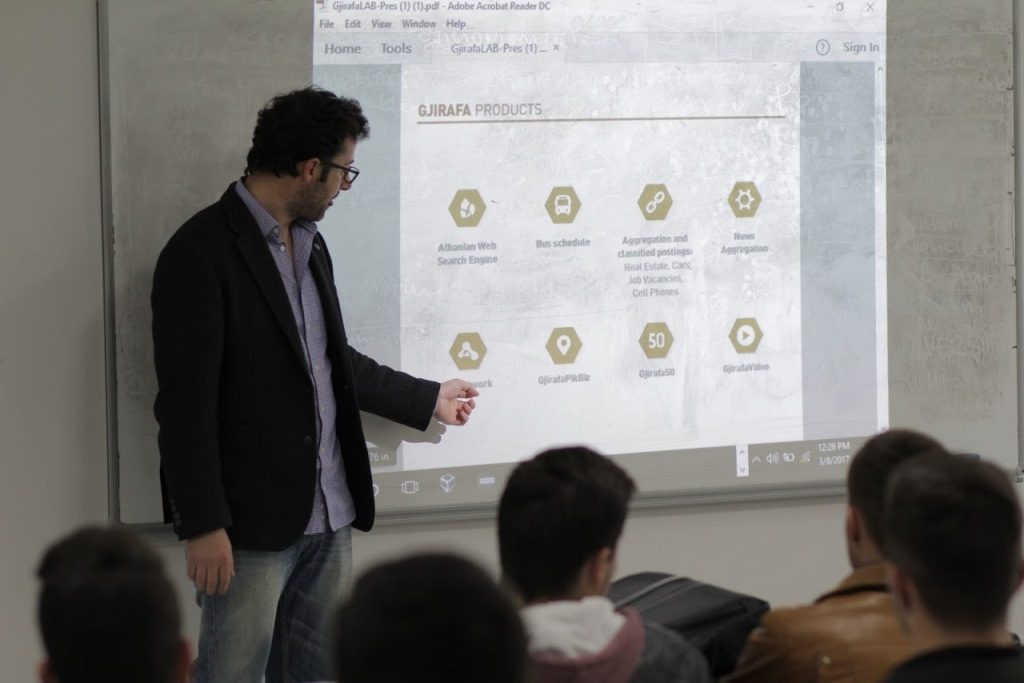 GjirafaLAB-Pres (1) (1).pdf - Adobe Acrobat Reader DC
File Edit View Window Help
Home Tools GjirafaLAB-Pres (1) ... × ? Sign In
GJIRAFA PRODUCTS
Albanian Web
Search Engine
Bus schedule
Aggregation and
classified postings:
Real Estate, Cars,
Job Vacancies,
Cell Phones
News
Aggregation
GjirafaPikBiz
50
Gjirafa50
GjirafaVideo
12:26 PM
3/8/2017